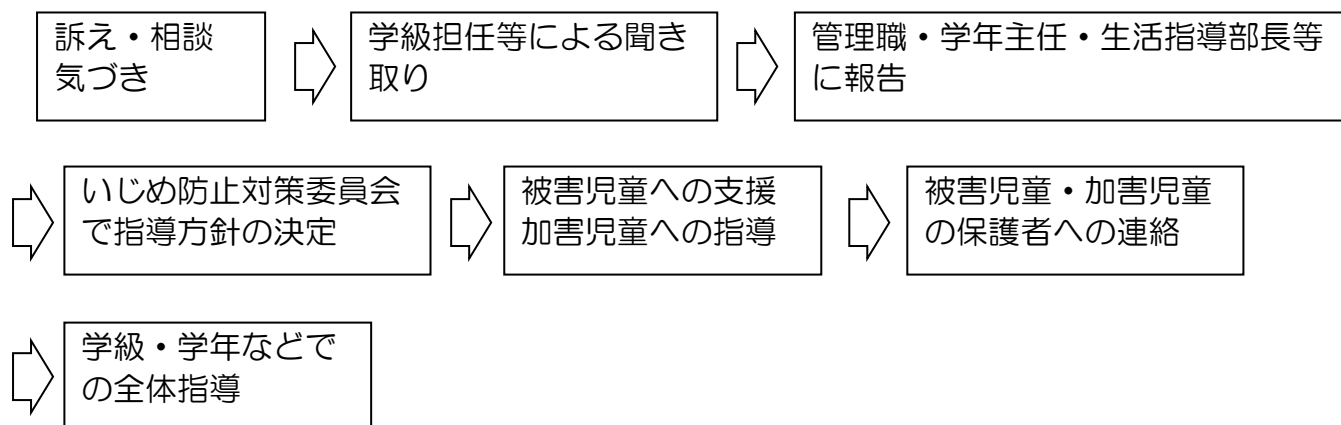 訴え・相談
気づき
学級担任等による聞き
取り
管理職・学年主任・生活指導部長等
に報告
いじめ防止対策委員会
で指導方針の決定
被害児童への支援
加害児童への指導
被害児童・加害児童
の保護者への連絡
学級・学年などで
の全体指導